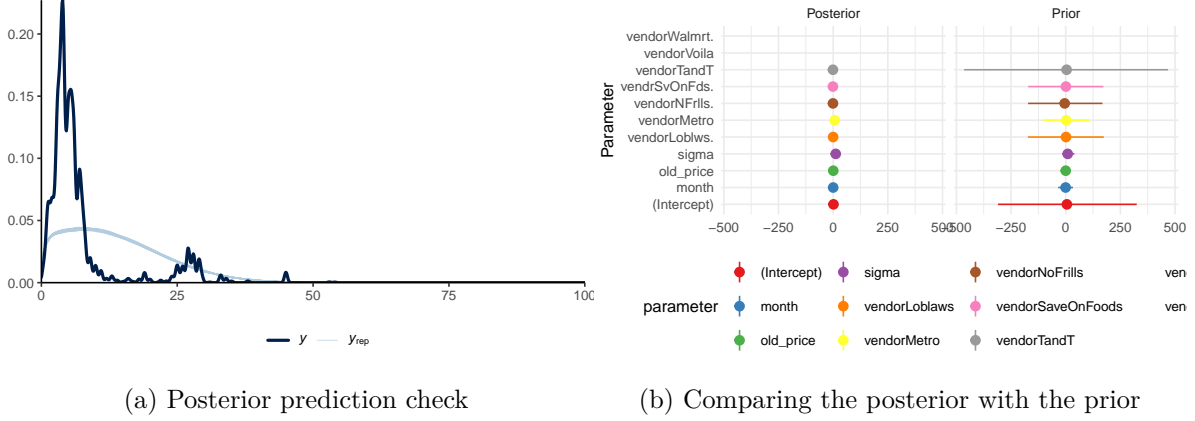 0.20
0.15
0.10
0.05
0.00
0 25 50 75 100
y yrep
(a) Posterior prediction check
Posterior Prior
Parameter
vendorWalmrt.
vendorVoila
vendorTandT
vendrSvOnFds.
vendorNFrlls.
vendorMetro
vendorLoblws.
sigma
old_price
month
(Intercept)
−500 −250 0 250 500 −500 −250 0 250 500
parameter
(Intercept) sigma vendorNoFrills ven
month vendorLoblaws vendorSaveOnFoods ven
old_price vendorMetro vendorTandT
(b) Comparing the posterior with the prior